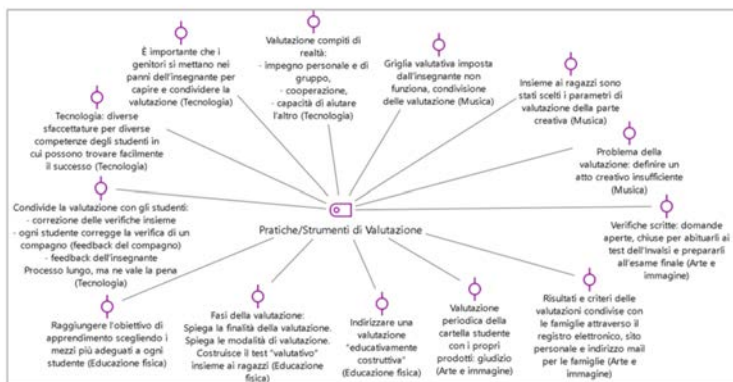 È importante che i
genitori si mettano nei
panni dell'insegnante per
capire e condividere la
valutazione (Tecnologia)
Valutazione compiti di
realtà:
- impegno personale e di
gruppo,
- cooperazione,
- capacità di aiutare
l'altro (Tecnologia)
Griglia valutativa imposta
dall'insegnante non
funziona, condivisione
delle valutazione (Musica)
Insieme ai ragazzi sono
stati scelti i parametri di
valutazione della parte
creativa (Musica)
Tecnologia: diverse
sfaccettature per diverse
competenze degli studenti in
cui possono trovare facilmente
il successo (Tecnologia)
Problema della
valutazione: definire un
atto creativo insufficiente
(Musica)
Condivide la valutazione con gli studenti:
- correzione delle verifiche insieme
- ogni studente corregge la verifica di un
compagno (feedback del compagno)
- feedback dell'insegnante
Processo lungo, ma ne vale la pena
(Tecnologia)
Pratiche/Strumenti di Valutazione
Verifiche scritte: domande
aperte, chiuse per abituarli ai
test dell'Invalsi e prepararli
all'esame finale (Arte e
immagine)
Raggiungere l'obiettivo di
apprendimento scegliendo i
mezzi più adeguati a ogni
studente (Educazione fisica)
Fasi della valutazione:
Spiega la finalità della valutazione.
Spiega le modalità di valutazione.
Costruisce il test "valutativo"
insieme ai ragazzi (Educazione
fisica)
Indirizzare una
valutazione
"educativamente
costruttiva"
(Educazione fisica)
Valutazione
periodica della
cartella studente
con i propri
prodotti: giudizio
(Arte e immagine)
Risultati e criteri delle
valutazioni condivise con
le famiglie attraverso il
registro elettronico, sito
personale e indirizzo mail
per le famiglie (Arte e
immagine)